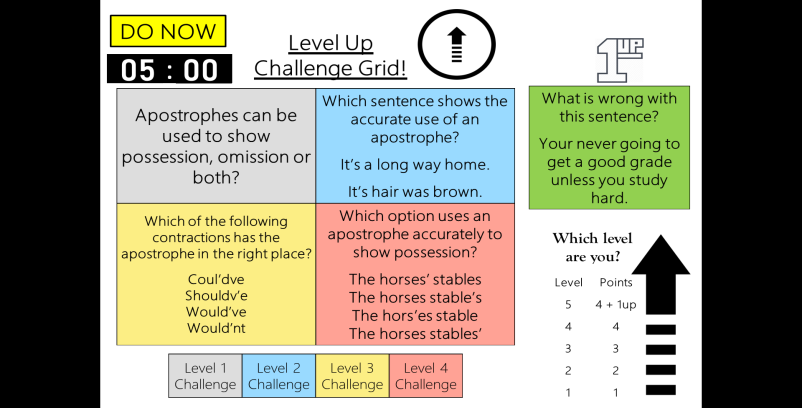 DO NOW
05 : 00
Level Up
Challenge Grid!
1UP
Apostrophes can be
used to show
possession, omission or
both?
Which sentence shows the
accurate use of an
apostrophe?
It's a long way home.
It's hair was brown.
What is wrong with
this sentence?
Your never going to
get a good grade
unless you study
hard.
Which of the following
contractions has the
apostrophe in the right place?
Coul'dve
Shouldv'e
Would've
Would'nt
Which option uses an
apostrophe accurately to
show possession?
The horses' stables
The horses stable's
The hors'es stable
The horses stables'
Which level
are you?
Level Points
5 4 + 1up
4 4
3 3
2 2
1 1
Level 1
Challenge
Level 2
Challenge
Level 3
Challenge
Level 4
Challenge